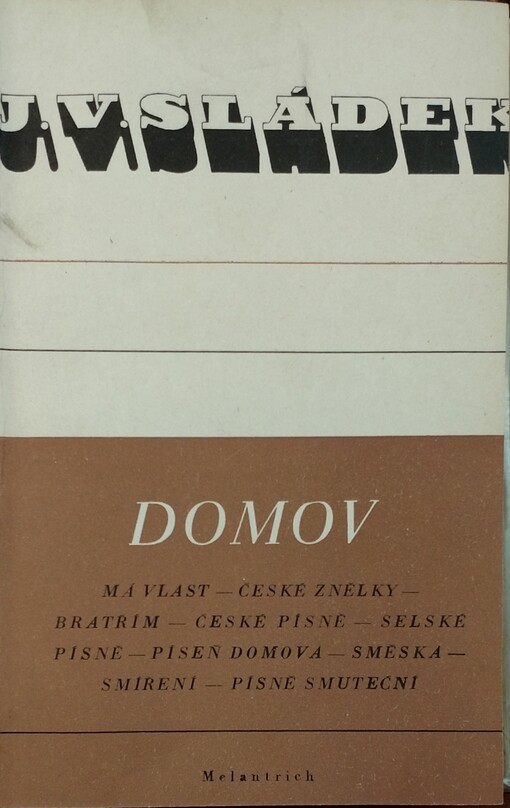 J.V.SLÁDEK
DOMOV
MÁ VLAST — ČESKÉ ZNĚLKY —
BRATŘÍM — ČESKÉ PÍSNĚ — SELSKÉ
PÍSNĚ — PÍSEŇ DOMOVA — SMĚSKA —
SMÍŘENÍ — PÍSNĚ SMUTEČNÍ
Melantrich